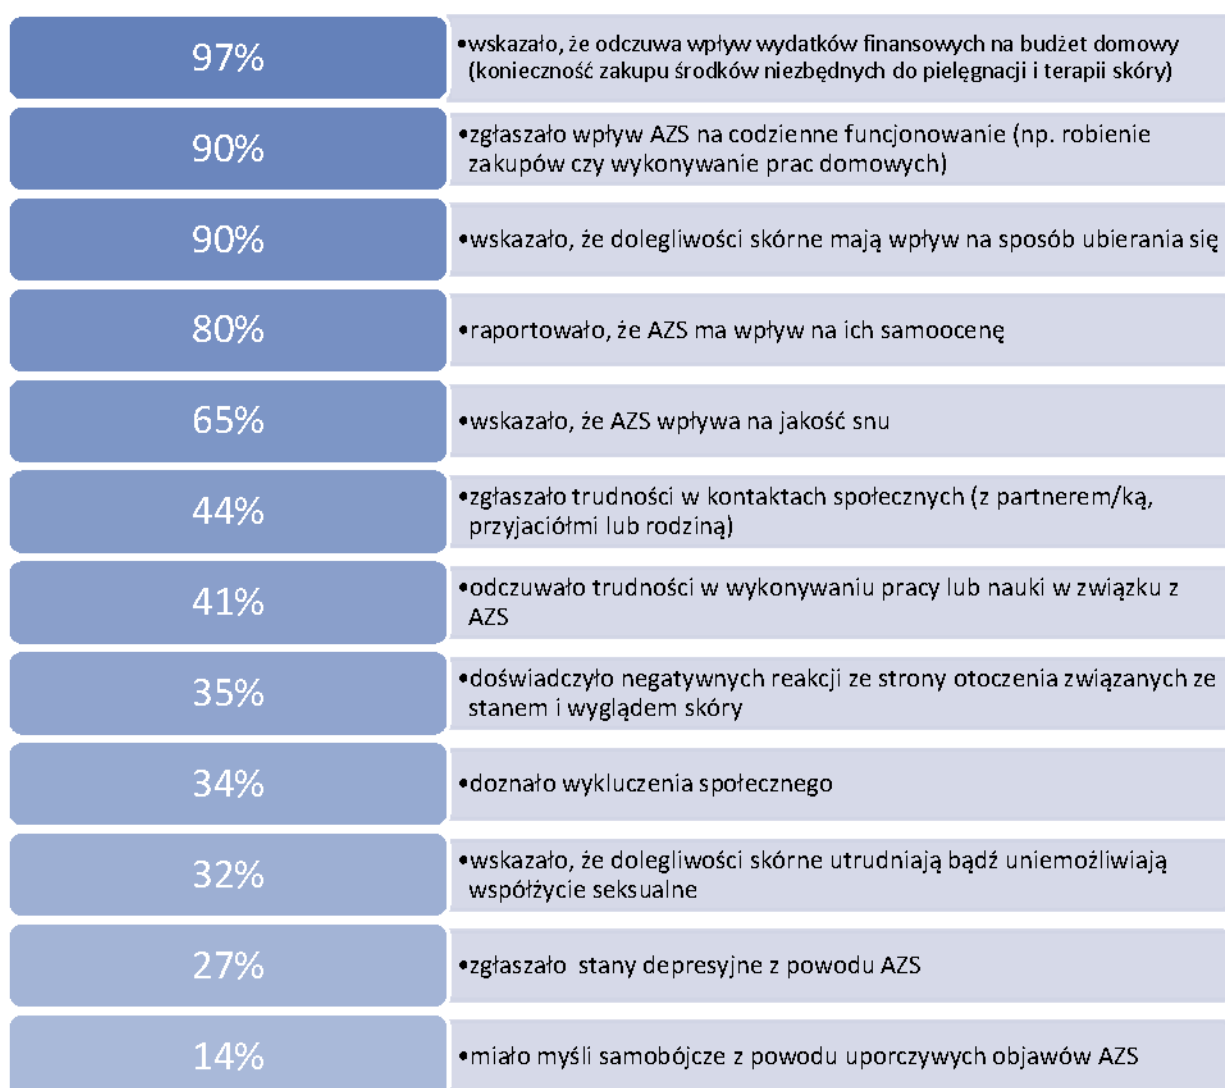 97%
•wskazało, że odczuwa wpływ wydatków finansowych na budżet domowy
(konieczność zakupu środków niezbędnych do pielęgnacji i terapii skóry)
90%
•zgłaszało wpływ AZS na codzienne funcjonowanie (np. robienie
zakupów czy wykonywanie prac domowych)
90%
•wskazało, że dolegliwości skórne mają wpływ na sposób ubierania się
80%
•raportowało, że AZS ma wpływ na ich samoocenę
65%
•wskazało, że AZS wpływa na jakość snu
44%
•zgłaszało trudności w kontaktach społecznych (z partnerem/ką,
przyjaciółmi lub rodziną)
41%
•odczuwało trudności w wykonywaniu pracy lub nauki w związku z
AZS
35%
•doświadczyło negatywnych reakcji ze strony otoczenia związanych ze
stanem i wyglądem skóry
34%
•doznało wykluczenia społecznego
32%
•wskazało, że dolegliwości skórne utrudniają bądź uniemożliwiają
współżycie seksualne
27%
•zgłaszało stany depresyjne z powodu AZS
14%
•miało myśli samobójcze z powodu uporczywych objawów AZS